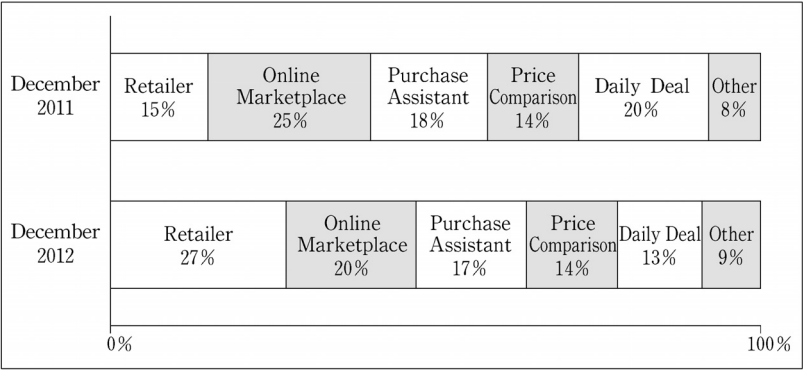 December
2011
Retailer
15%
Online
Marketplace
25%
Purchase
Assistant
18%
Price
Comparison
14%
Daily Deal
20%
Other
8%
December
2012
Retailer
27%
Online
Marketplace
20%
Purchase
Assistant
17%
Price
Comparison
14%
Daily Deal
13%
Other
9%
0%
100%